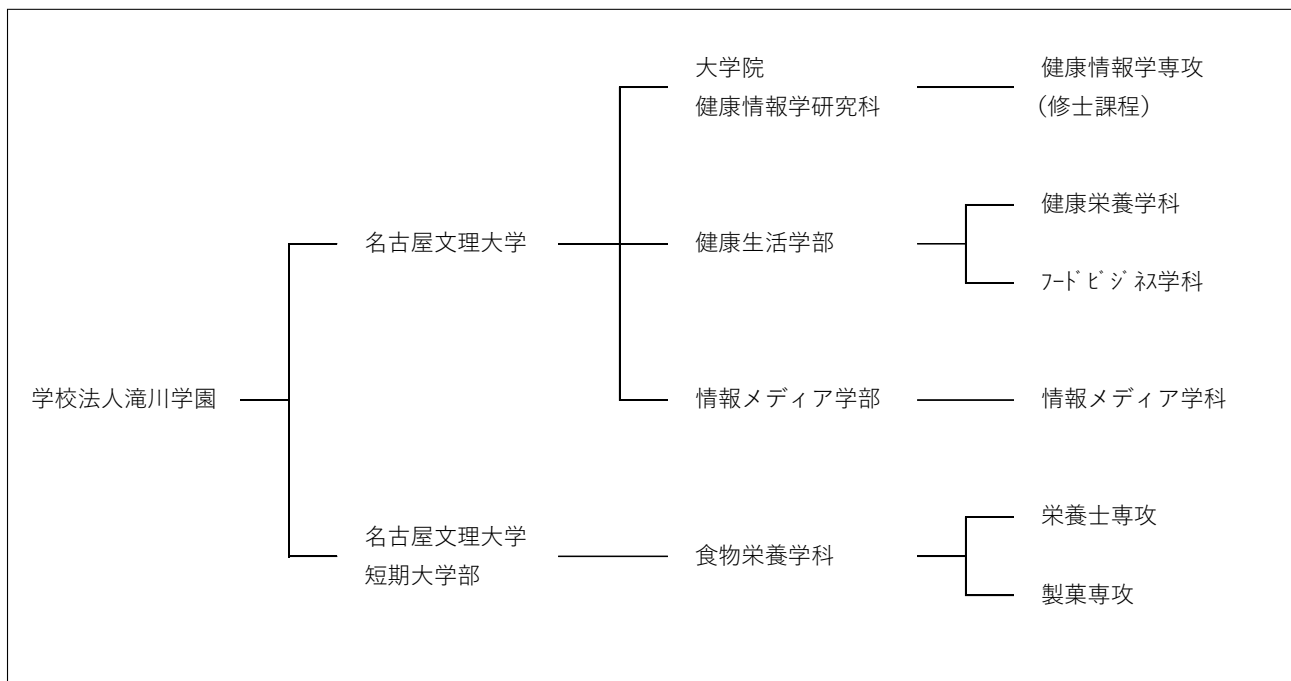 大学院
健康情報学研究科
健康情報学専攻
(修士課程)
健康栄養学科
名古屋文理大学
健康生活学部
ﾌｰﾄﾞﾋﾞｼﾞﾈｽ学科
学校法人滝川学園
情報メディア学部
情報メディア学科
栄養士専攻
名古屋文理大学
短期大学部
食物栄養学科
製菓専攻